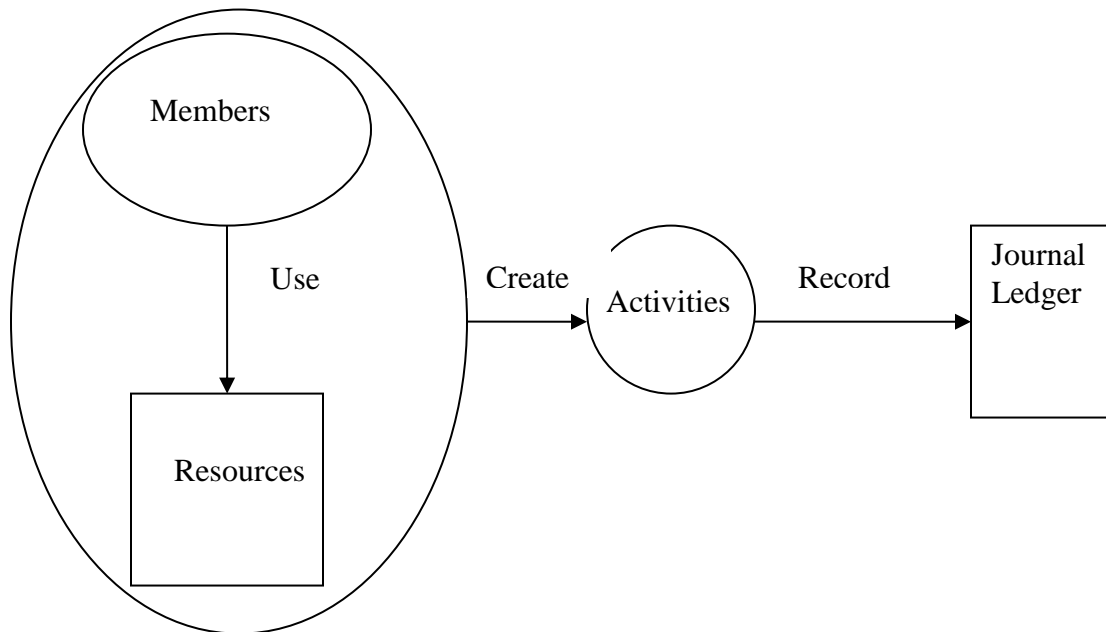 Members
Use
Resources
Create
Activities
Record
Journal
Ledger